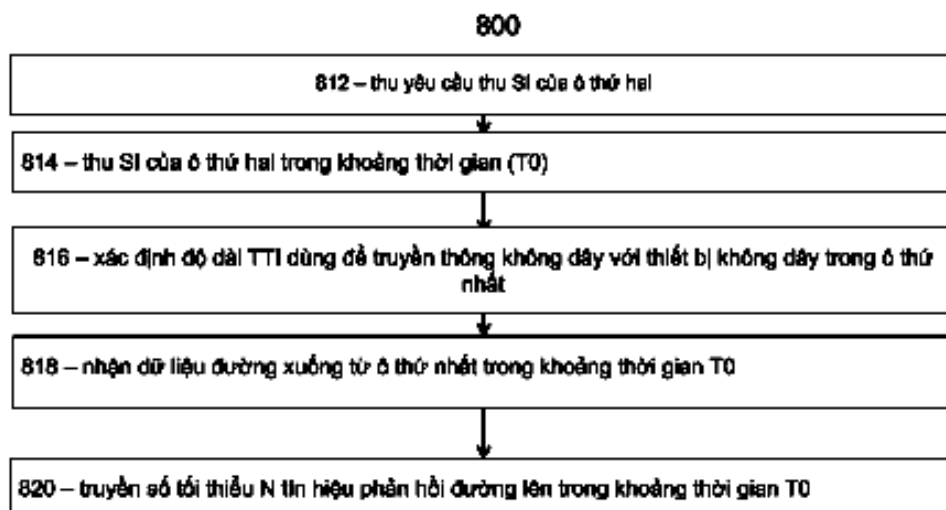 800
812 – thu yêu cầu thu SI của ô thứ hai
814 – thu SI của ô thứ hai trong khoảng thời gian (T0)
816 – xác định độ dài TTI dùng để truyền thông không dây với thiết bị không dây trong ô thứ
nhất
818 – nhận dữ liệu đường xuống từ ô thứ nhất trong khoảng thời gian T0
820 – truyền số tối thiểu N tín hiệu phản hồi đường lên trong khoảng thời gian T0